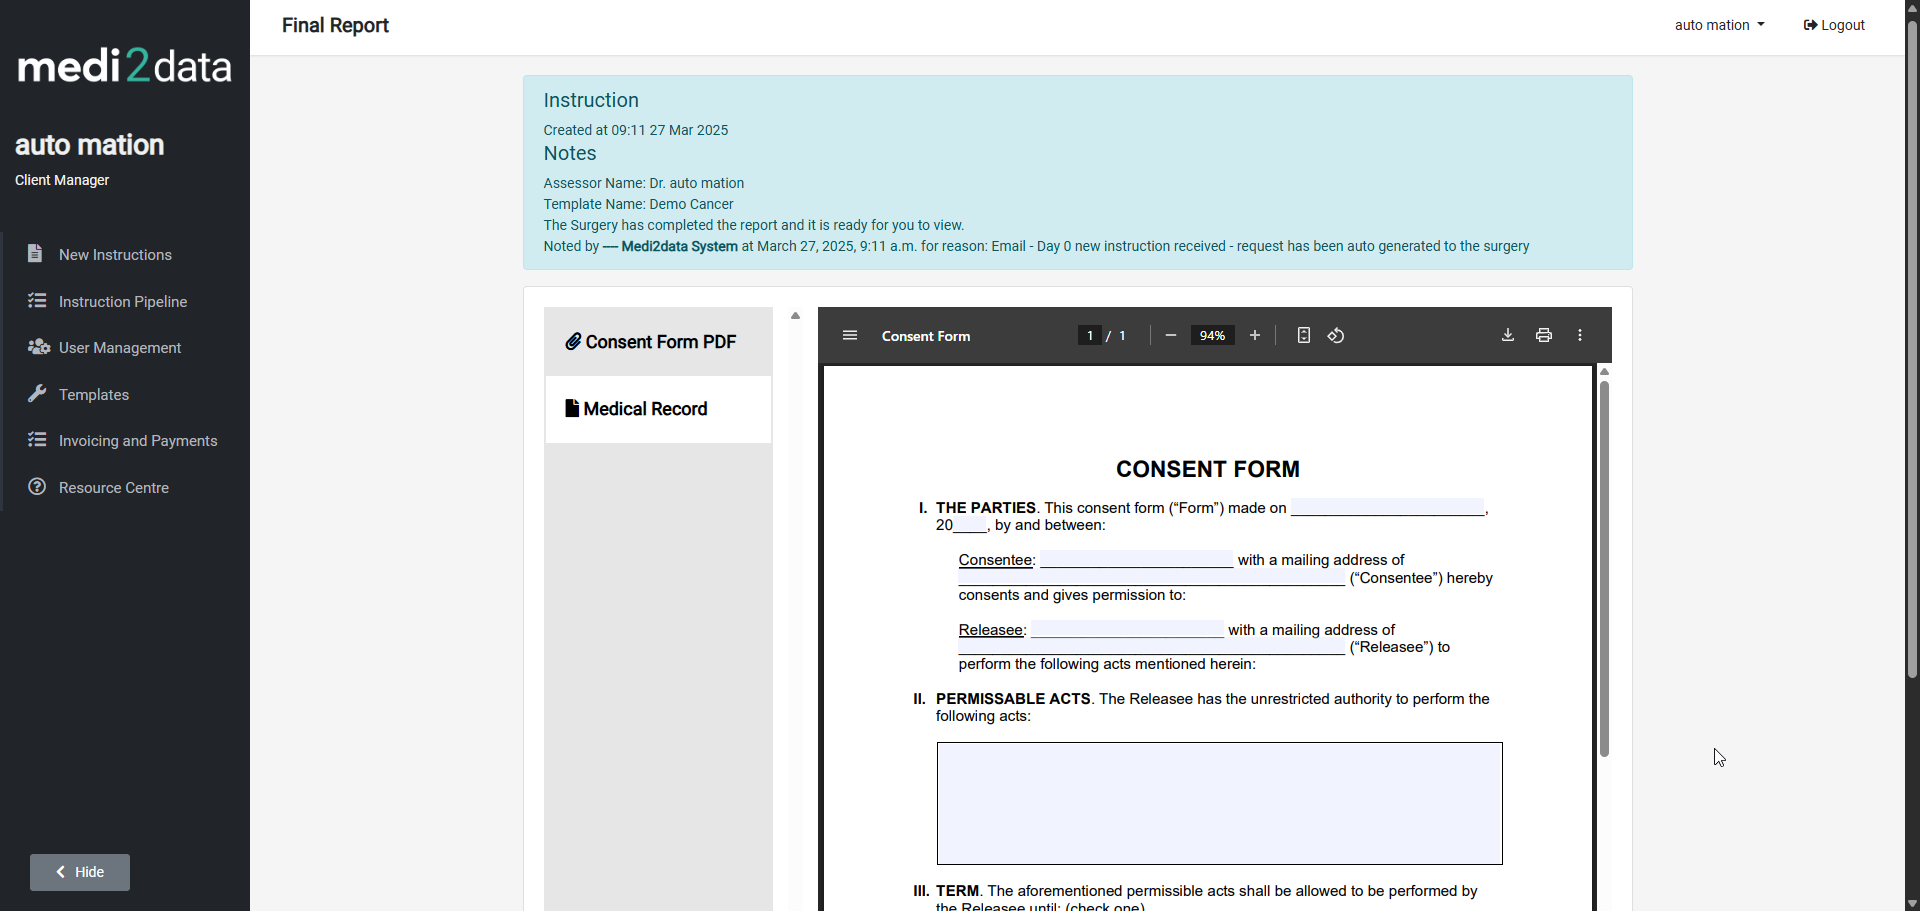 medi2data
auto mation
Client Manager
New Instructions
Instruction Pipeline
User Management
Templates
Invoicing and Payments
Resource Centre
Hide
Final Report
auto mation
Logout
Instruction
Created at 09:11 27 Mar 2025
Notes
Assessor Name: Dr. auto mation
Template Name: Demo Cancer
The Surgery has completed the report and it is ready for you to view.
Noted by — Medi2data System at March 27, 2025, 9:11 a.m. for reason: Email - Day 0 new instruction received - request has been auto generated to the surgery
Consent Form PDF
Medical Record
Consent Form
1 / 1
94%
CONSENT FORM
I. THE PARTIES. This consent form (“Form”) made on ____________________,
20____, by and between:
Consentee: ____________________ with a mailing address of
________________________________________ (“Consentee”) hereby
consents and gives permission to:
Releasee: ____________________ with a mailing address of
________________________________________ (“Releasee”) to
perform the following acts mentioned herein:
II. PERMISSABLE ACTS. The Releasee has the unrestricted authority to perform the
following acts:
III. TERM. The aforementioned permissible acts shall be allowed to be performed by
the Releasee until: (check one)